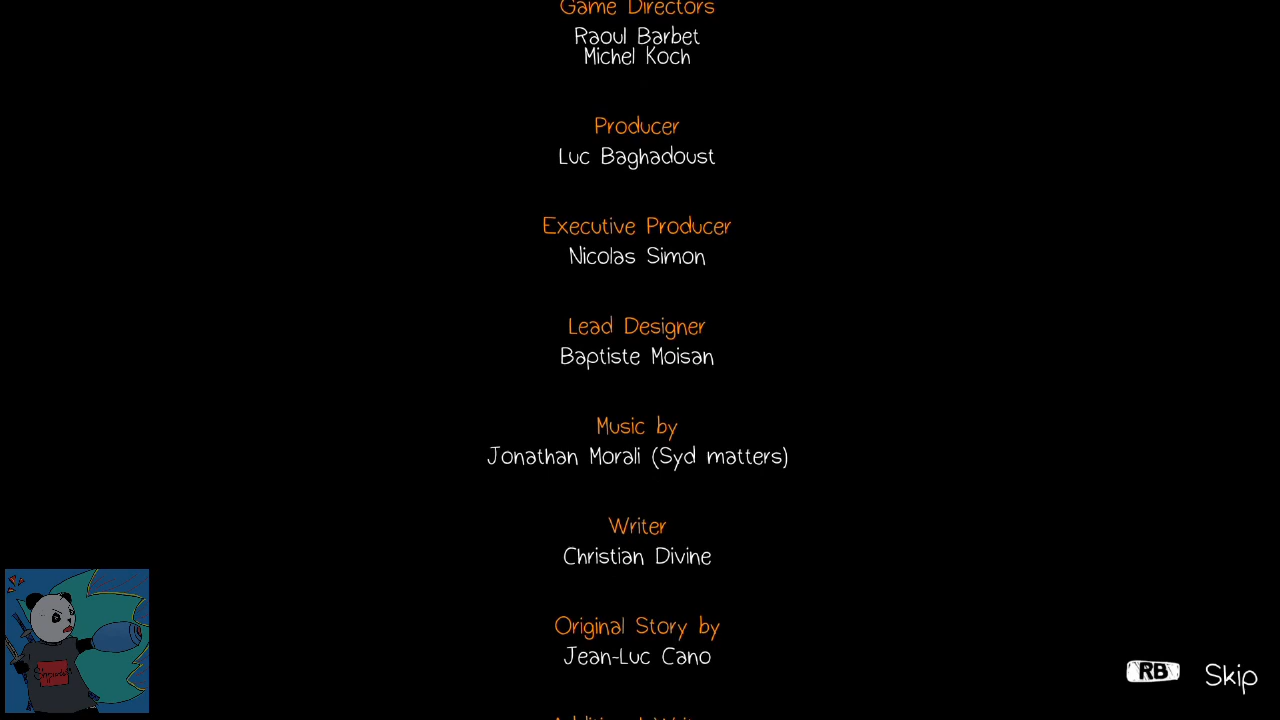 Game Directors
Raoul Barbet
Michel Koch
Producer
Luc Baghadoust
Executive Producer
Nicolas Simon
Lead Designer
Baptiste Moisan
Music by
Jonathan Morali (Syd matters)
Writer
Christian Divine
Original Story by
Jean-Luc Cano
RB Skip